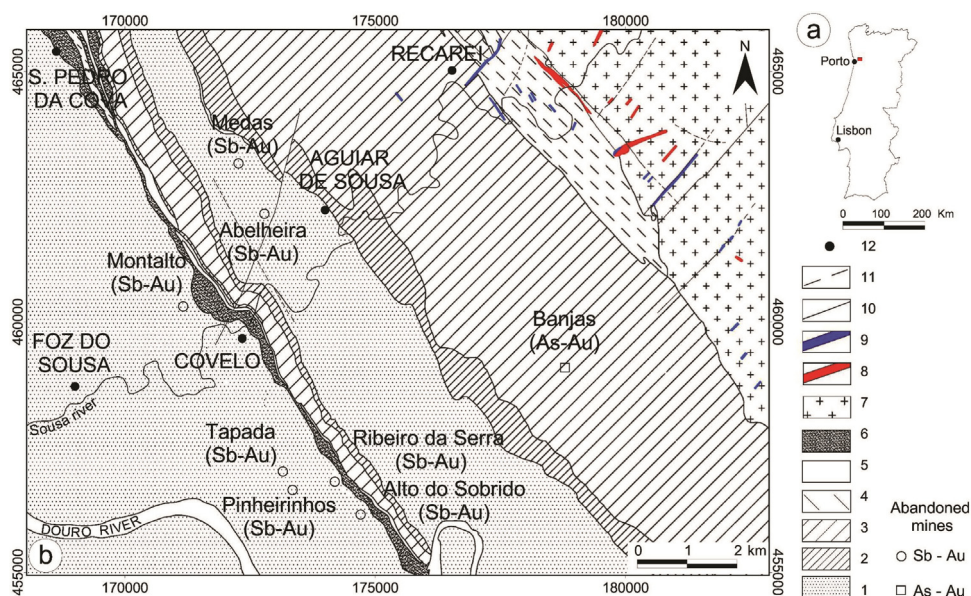 170000
175000
180000
465000
465000
460000
460000
4555000
4555000
RECAREI
S. PEDRO
DA COVA
Medas
(Sb-Au)
AGUIAR
DE SOUSA
Abelheira
(Sb-Au)
Montalto
(Sb-Au)
Banjas
(As-Au)
FOZ DO
SOUSA
COVELO
Sousa river
Tapada
(Sb-Au)
Ribeiro da Serra
(Sb-Au)
Pinheirinhos
(Sb-Au)
Alto do Sobrido
(Sb-Au)
DOURO RIVER
b
0 1 2 km
N
170000
175000
180000
a
Porto
Lisbon
0 100 200 Km
12
11
10
9
8
7
6
5
4
3
2
1
Abandoned
mines
Sb - Au
As - Au